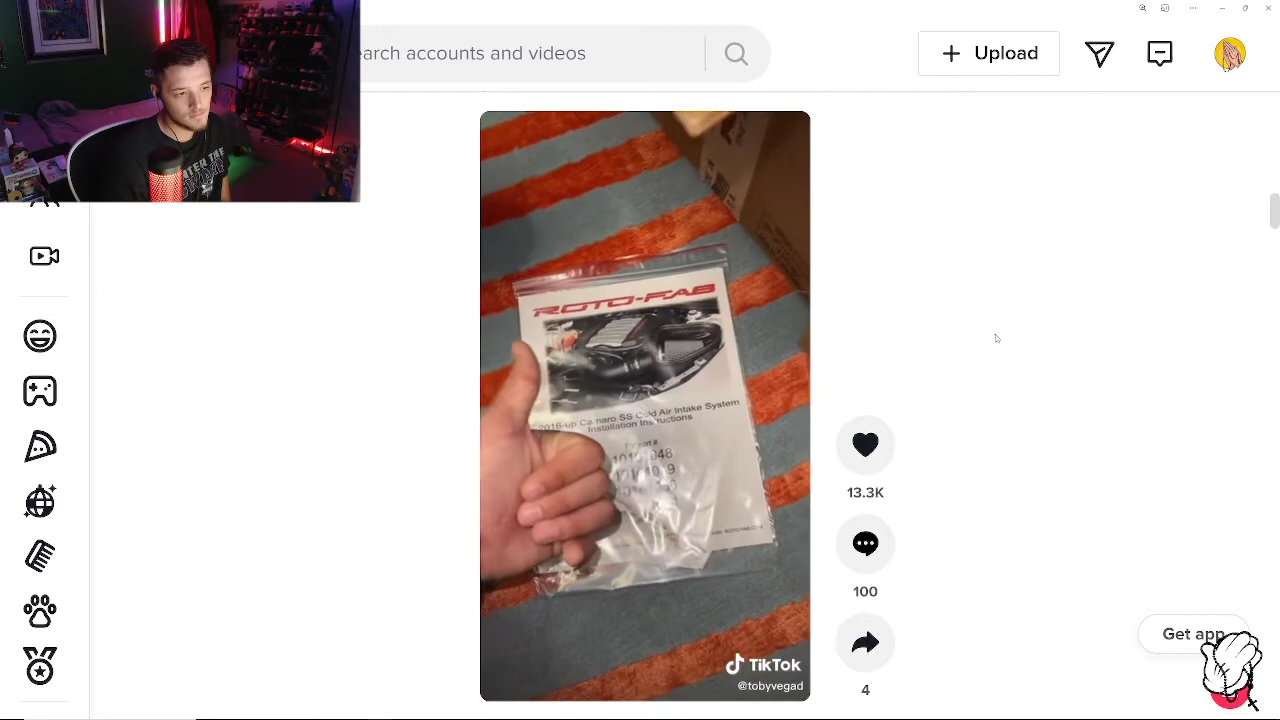 earch accounts and videos
Upload
ROTO-FAB
2016-up Camaro SS Cold Air Intake System
Installation Instructions
13.3K
100
4
Get app
TikTok
@tobyvegad